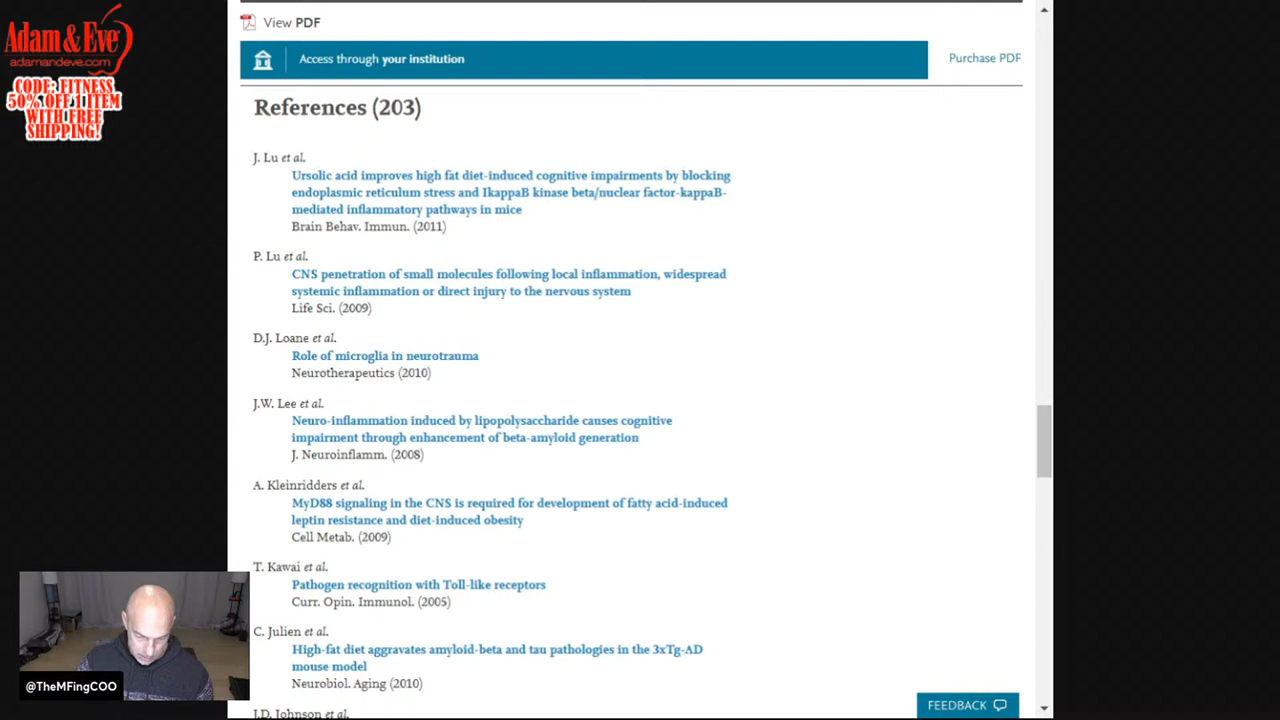 Adam & Eve
adamandeve.com
CODE: FITNESS
50% OFF 1 ITEM
WITH FREE
SHIPPING!
View PDF
Access through your institution
Purchase PDF
References (203)
J. Lu et al.
Ursolic acid improves high fat diet-induced cognitive impairments by blocking
endoplasmic reticulum stress and IkappaB kinase beta/nuclear factor-kappaB-
mediated inflammatory pathways in mice
Brain Behav. Immun. (2011)
P. Lu et al.
CNS penetration of small molecules following local inflammation, widespread
systemic inflammation or direct injury to the nervous system
Life Sci. (2009)
D.J. Loane et al.
Role of microglia in neurotrauma
Neurotherapeutics (2010)
J.W. Lee et al.
Neuro-inflammation induced by lipopolysaccharide causes cognitive
impairment through enhancement of beta-amyloid generation
J. Neuroinflamm. (2008)
A. Kleinridders et al.
MyD88 signaling in the CNS is required for development of fatty acid-induced
leptin resistance and diet-induced obesity
Cell Metab. (2009)
T. Kawai et al.
Pathogen recognition with Toll-like receptors
Curr. Opin. Immunol. (2005)
C. Julien et al.
High-fat diet aggravates amyloid-beta and tau pathologies in the 3xTg-AD
mouse model
Neurobiol. Aging (2010)
J.D. Johnson et al.
@TheMFingCOO
FEEDBACK